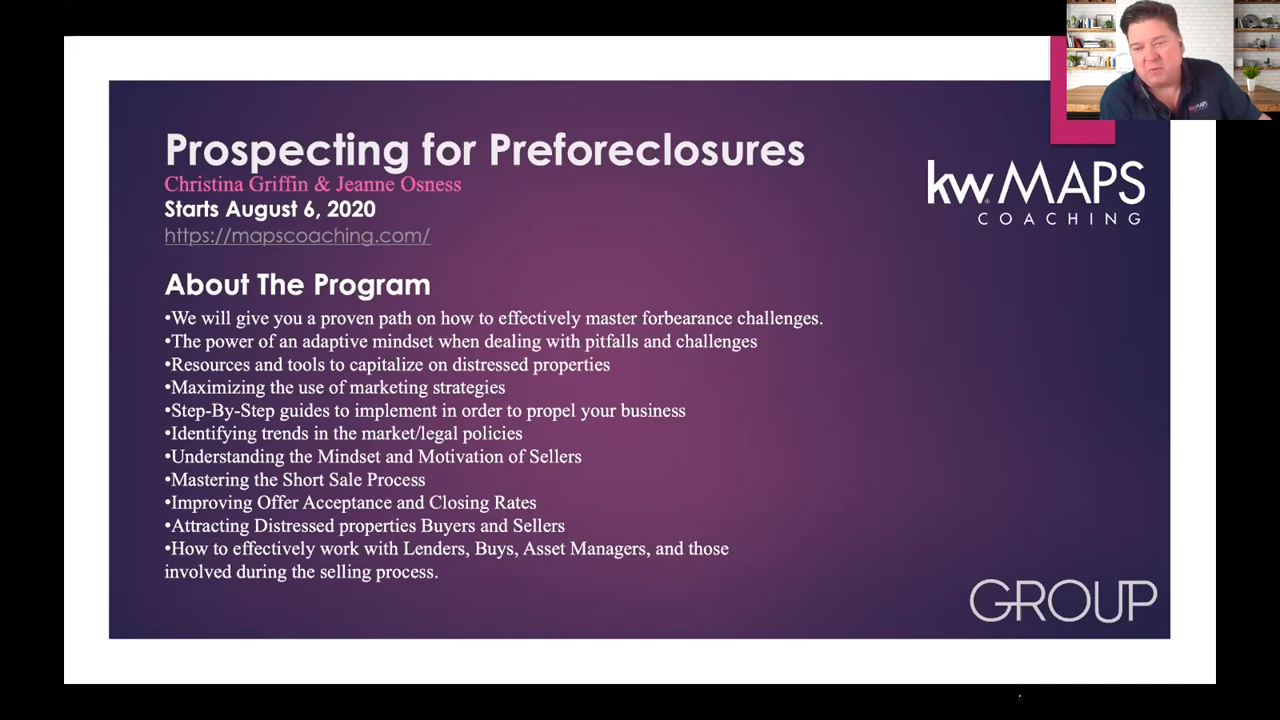 Prospecting for Preforeclosures
Christina Griffin & Jeanne Osness
Starts August 6, 2020
https://mapscoaching.com/
kw MAPS
COACHING
About The Program
•We will give you a proven path on how to effectively master forbearance challenges.
•The power of an adaptive mindset when dealing with pitfalls and challenges
•Resources and tools to capitalize on distressed properties
•Maximizing the use of marketing strategies
•Step-By-Step guides to implement in order to propel your business
•Identifying trends in the market/legal policies
•Understanding the Mindset and Motivation of Sellers
•Mastering the Short Sale Process
•Improving Offer Acceptance and Closing Rates
•Attracting Distressed properties Buyers and Sellers
•How to effectively work with Lenders, Buys, Asset Managers, and those
involved during the selling process.
GROUP